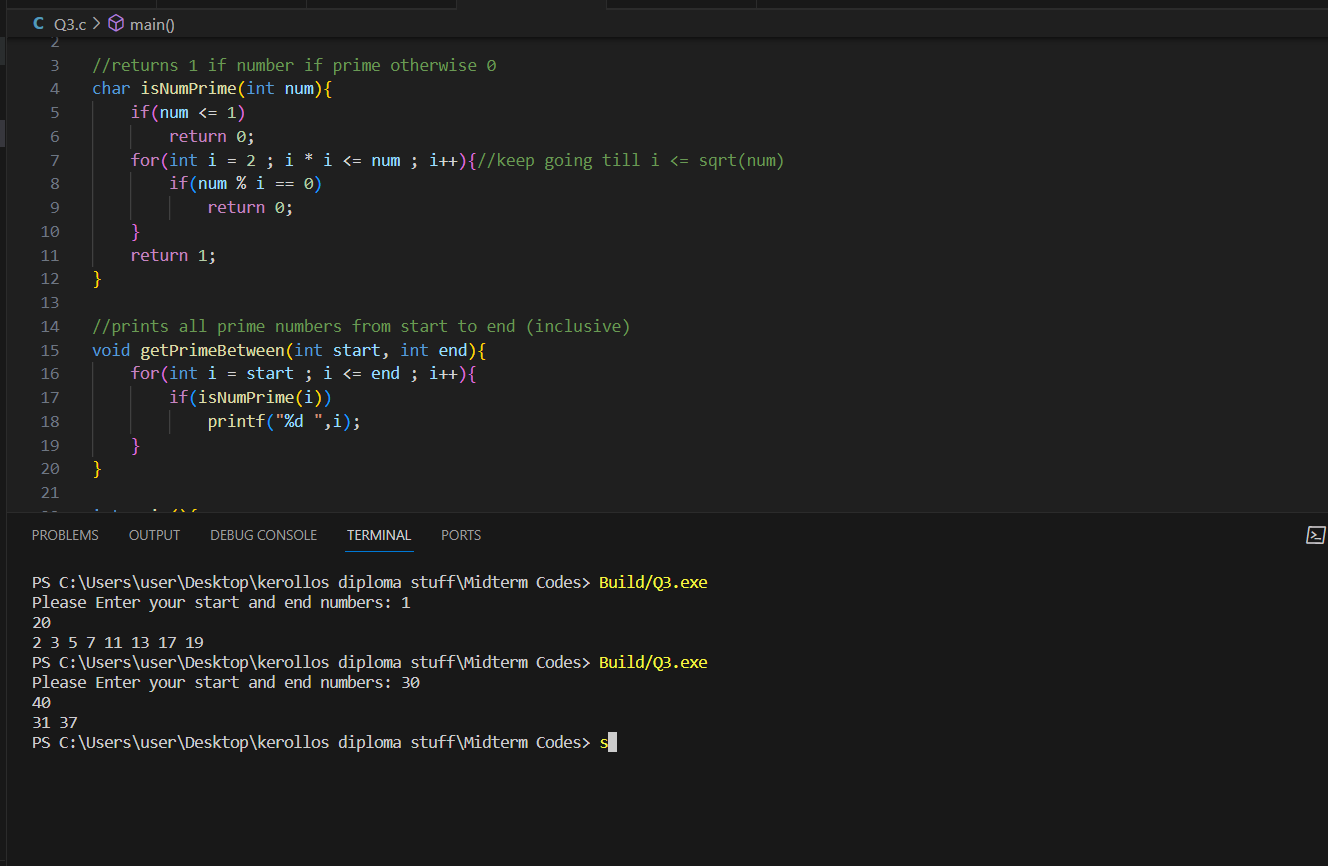 C Q3.c > main()
2
3 //returns 1 if number if prime otherwise 0
4 char isNumPrime(int num){
5 if(num <= 1)
6 return 0;
7 for(int i = 2 ; i * i <= num ; i++){//keep going till i <= sqrt(num)
8 if(num % i == 0)
9 return 0;
10 }
11 return 1;
12 }
13
14 //prints all prime numbers from start to end (inclusive)
15 void getPrimeBetween(int start, int end){
16 for(int i = start ; i <= end ; i++){
17 if(isNumPrime(i))
18 printf("%d ",i);
19 }
20 }
21
PROBLEMS OUTPUT DEBUG CONSOLE TERMINAL PORTS
PS C:\Users\user\Desktop\kerollos diploma stuff\Midterm Codes> Build/Q3.exe
Please Enter your start and end numbers: 1
20
2 3 5 7 11 13 17 19
PS C:\Users\user\Desktop\kerollos diploma stuff\Midterm Codes> Build/Q3.exe
Please Enter your start and end numbers: 30
40
31 37
PS C:\Users\user\Desktop\kerollos diploma stuff\Midterm Codes> s